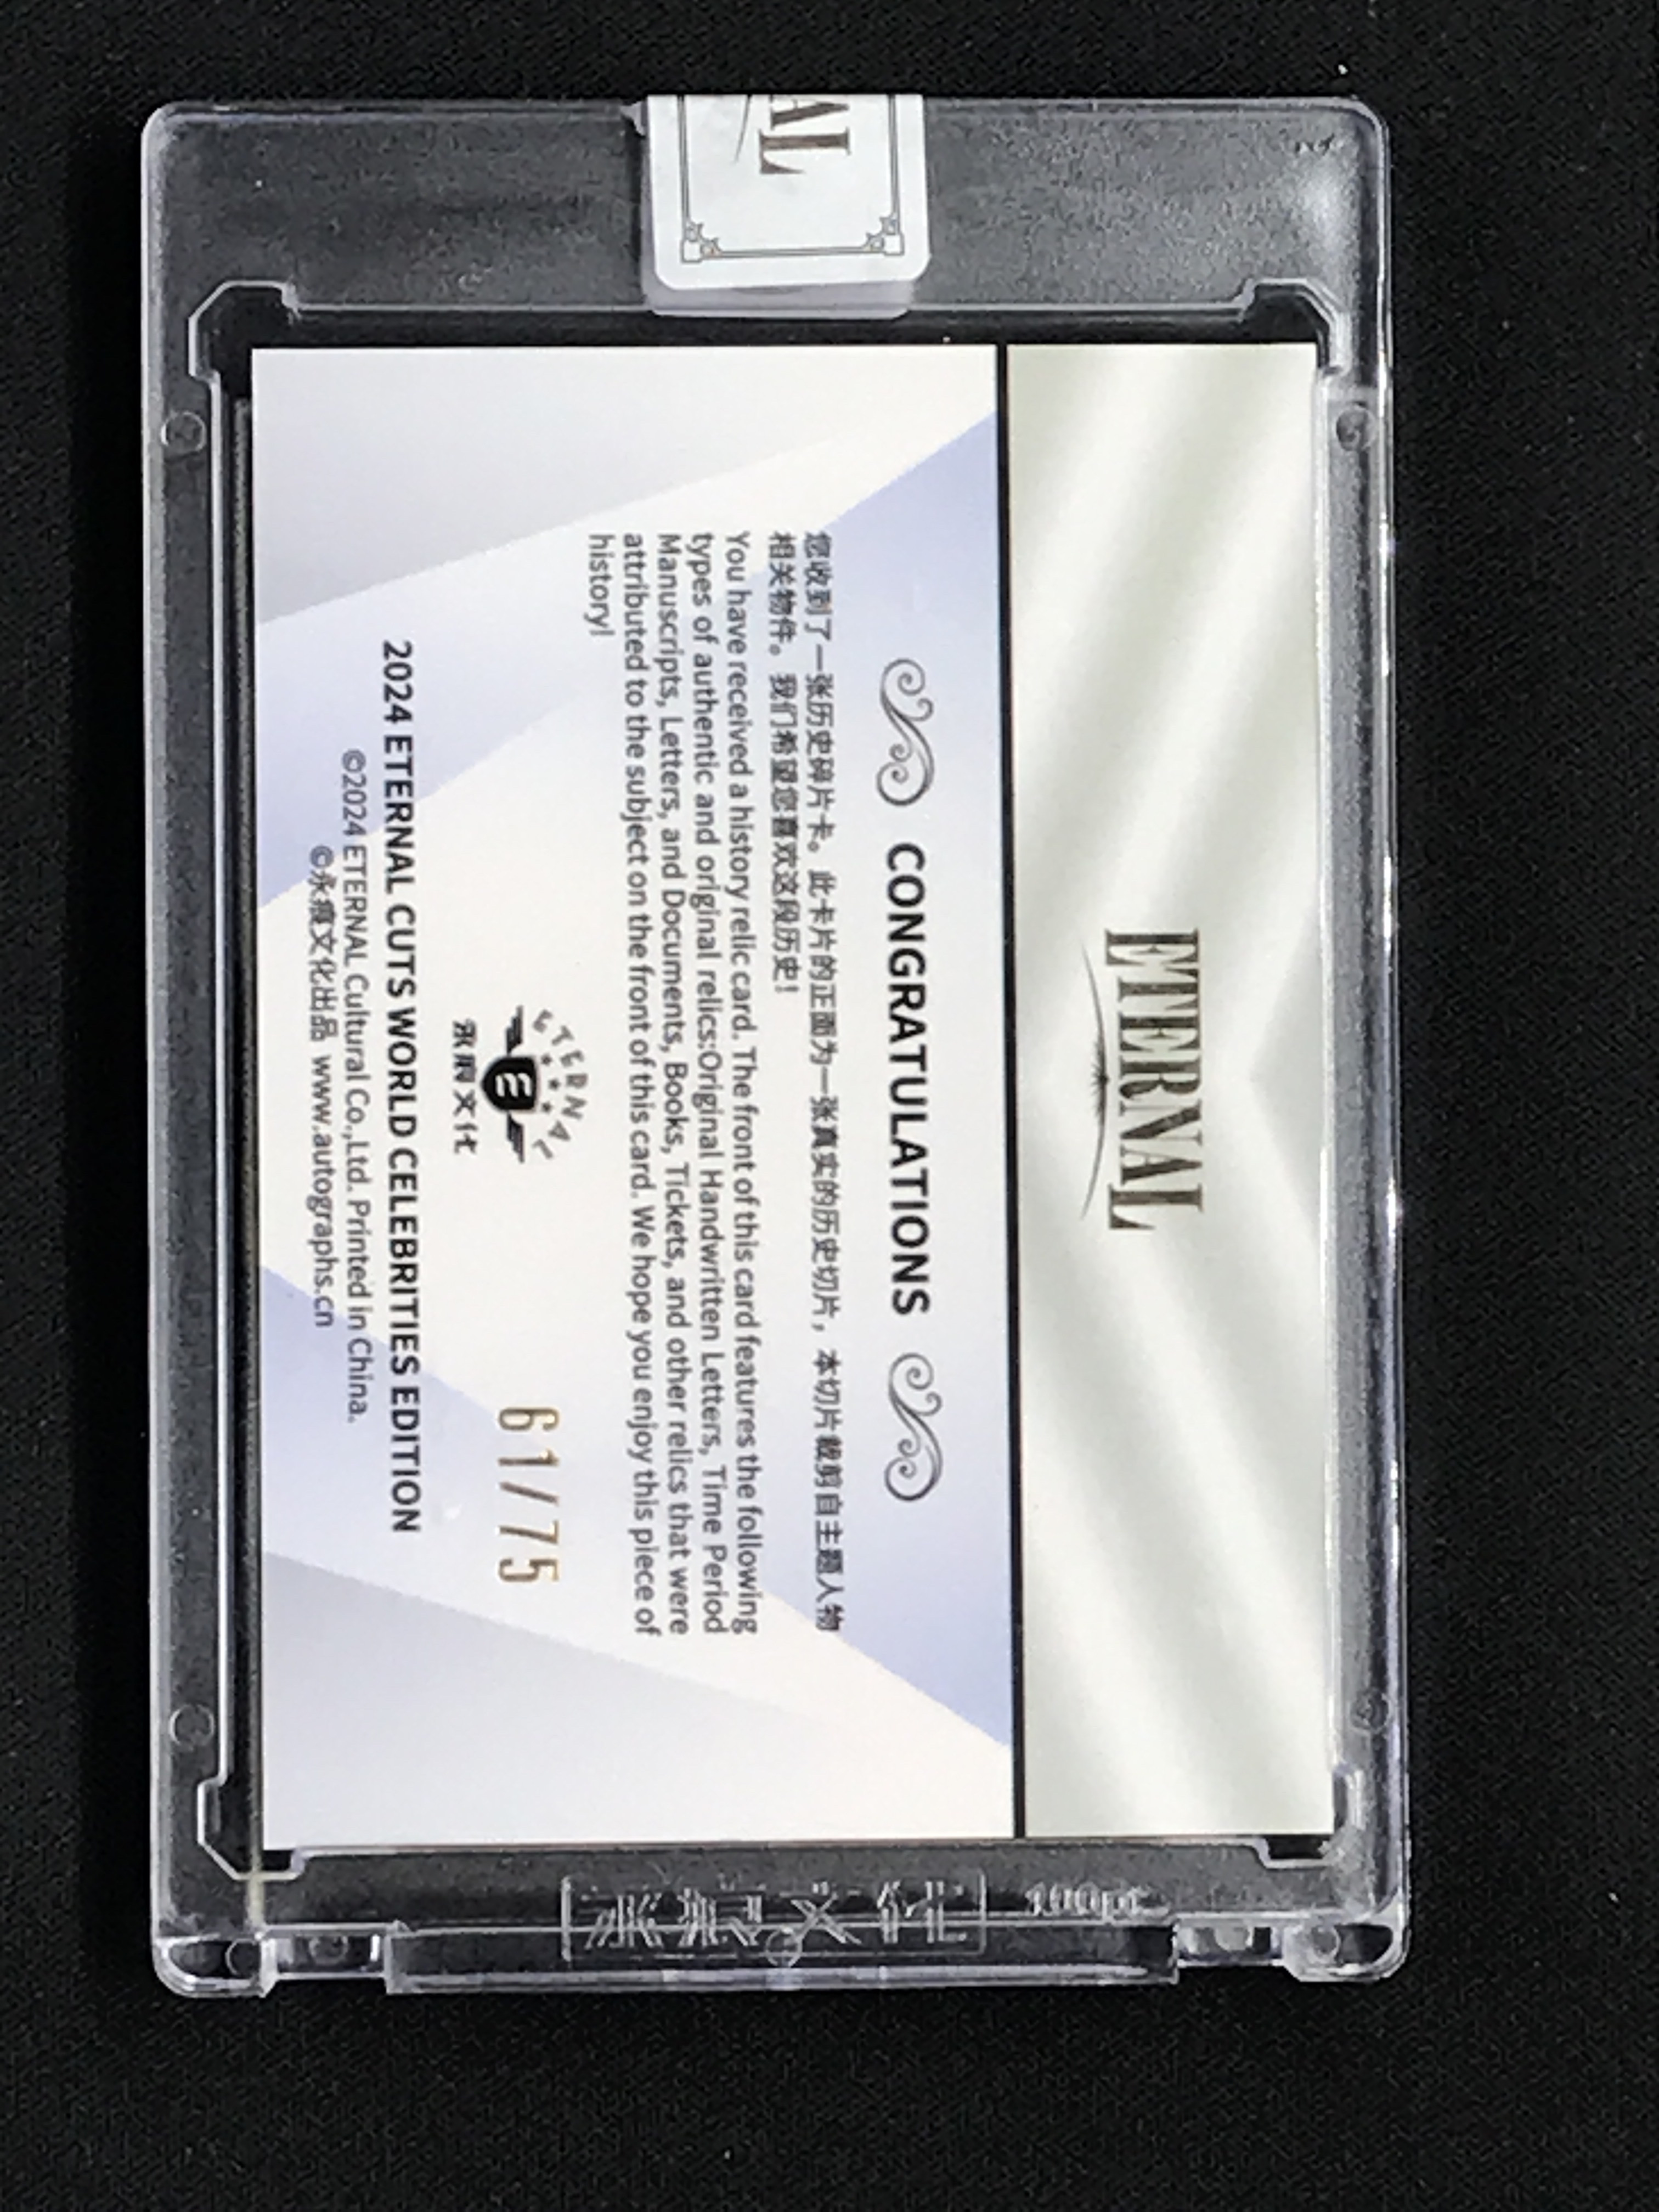 AL
ETERNAL
CONGRATULATIONS
您收到了一张历史碎片卡。此卡片的正面为一张真实的历史切片，本切片裁剪自主题人物
相关物件。我们希望您喜欢这段历史！
You have received a history relic card. The front of this card features the following
types of authentic and original relics:Original Handwritten Letters, Time Period
Manuscripts, Letters, and Documents, Books, Tickets, and other relics that were
attributed to the subject on the front of this card. We hope you enjoy this piece of
history!
ETERNAL
E
永痕文化
61/75
2024 ETERNAL CUTS WORLD CELEBRITIES EDITION
©2024 ETERNAL Cultural Co.,Ltd. Printed in China.
©永痕文化出品 www.autographs.cn
永痕文化
100pt